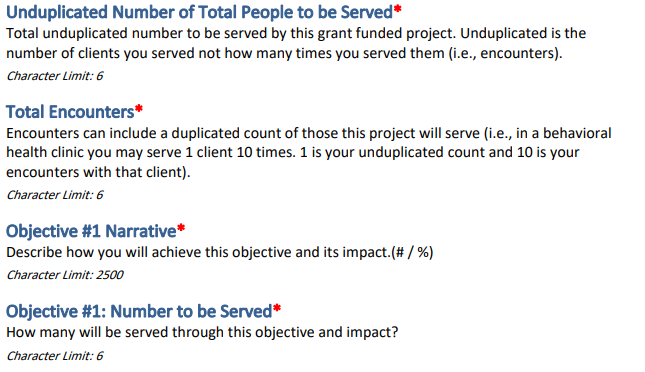 Unduplicated Number of Total People to be Served*
Total unduplicated number to be served by this grant funded project. Unduplicated is the
number of clients you served not how many times you served them (i.e., encounters).
Character Limit: 6
Total Encounters*
Encounters can include a duplicated count of those this project will serve (i.e., in a behavioral
health clinic you may serve 1 client 10 times. 1 is your unduplicated count and 10 is your
encounters with that client).
Character Limit: 6
Objective #1 Narrative*
Describe how you will achieve this objective and its impact.(# / %)
Character Limit: 2500
Objective #1: Number to be Served*
How many will be served through this objective and impact?
Character Limit: 6